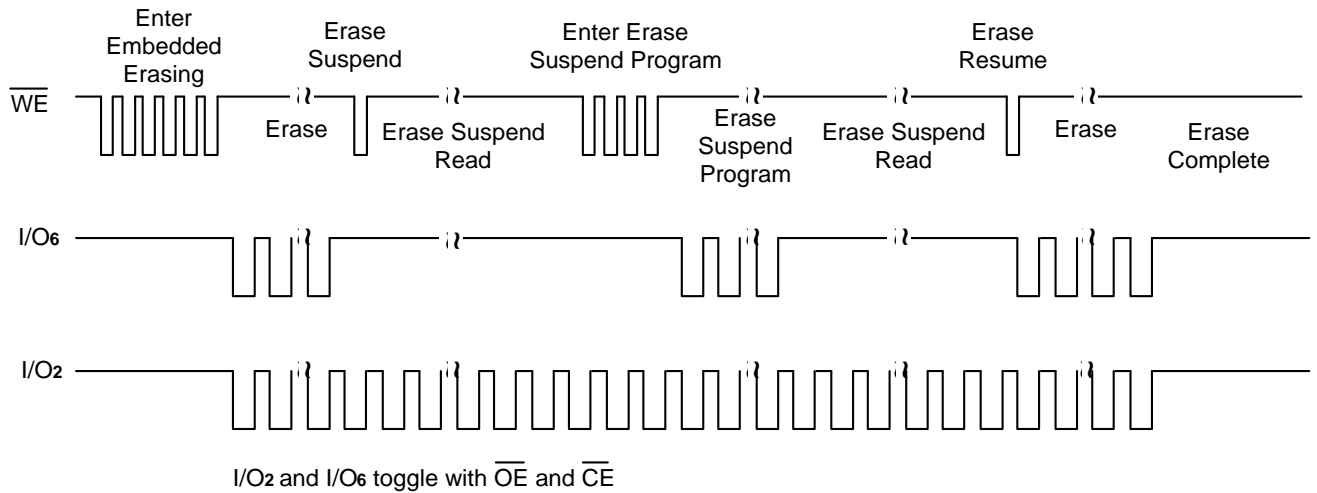 Enter
Embedded
Erasing
Erase
Suspend
Enter Erase
Suspend Program
Erase
Resume
WE
Erase
Erase Suspend
Read
Erase
Suspend
Program
Erase Suspend
Read
Erase
Erase
Complete
I/O6
I/O2
I/O2 and I/O6 toggle with OE and CE